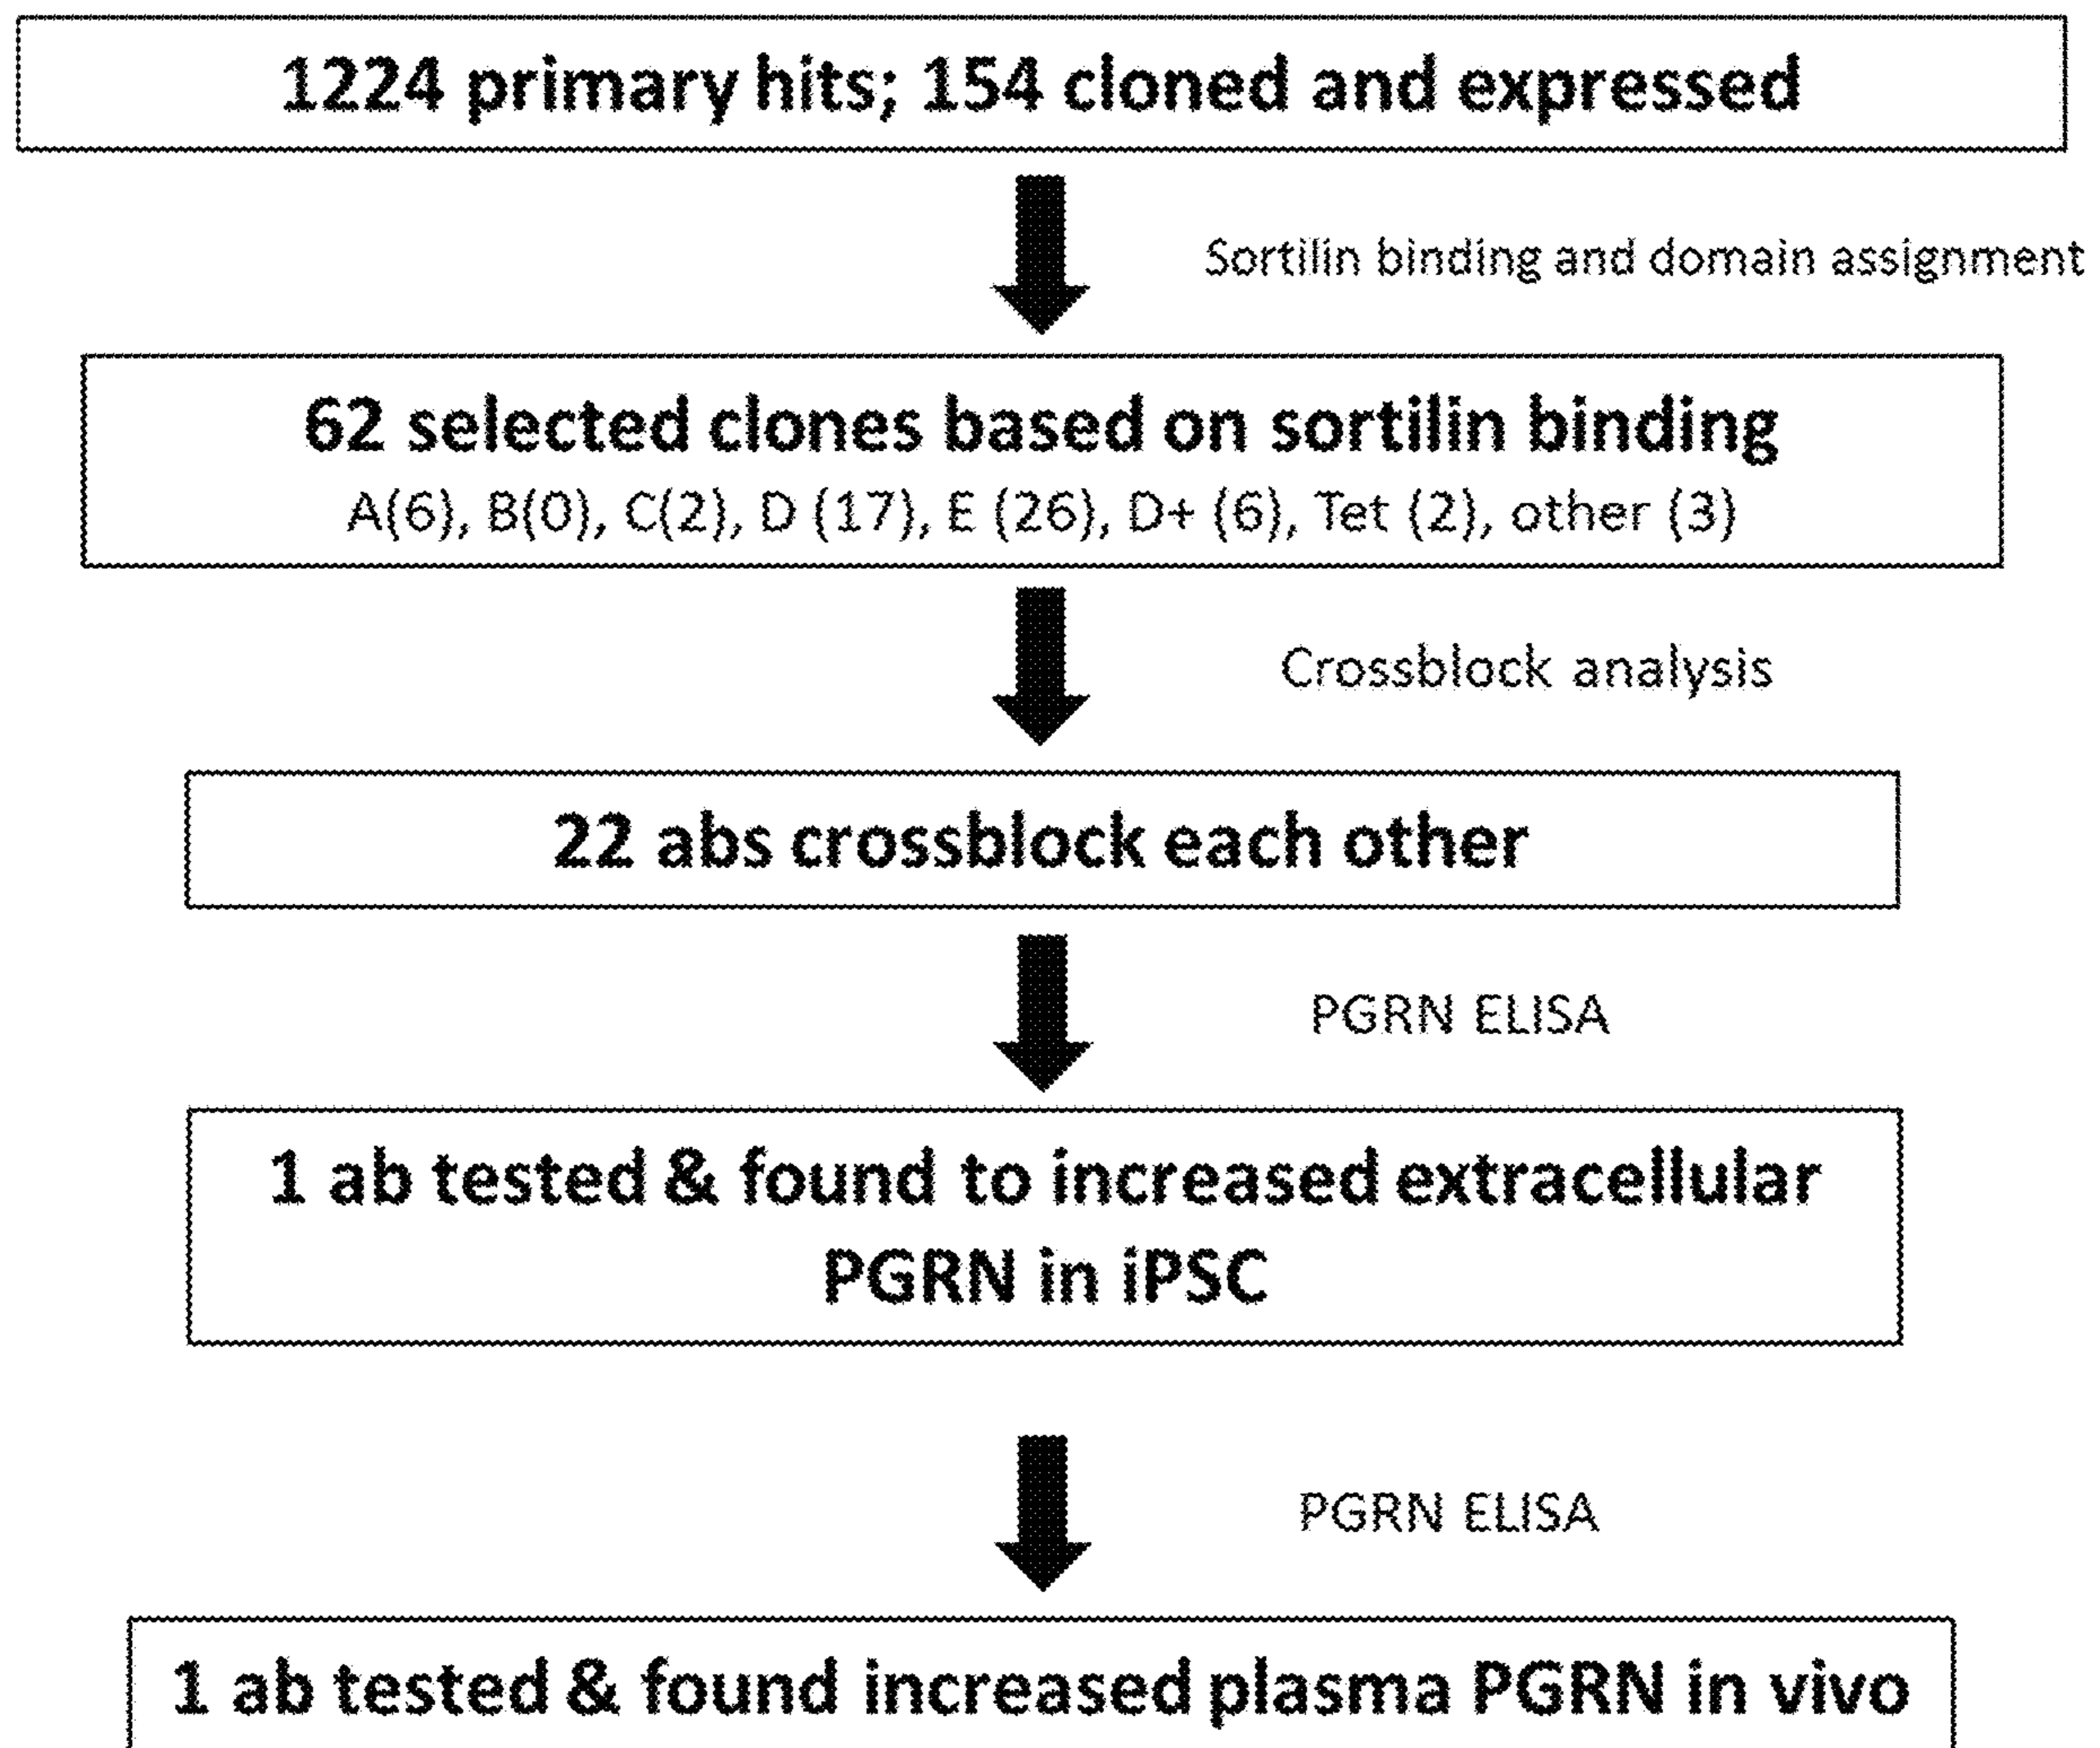 1224 primary hits; 154 cloned and expressed
Sortilin binding and domain assignment
62 selected clones based on sortilin binding
A(6), B(0), C(2), D (17), E (26), D+ (6), Tet (2), other (3)
Crossblock analysis
22 abs crossblock each other
PGRN ELISA
1 ab tested & found to increased extracellular
PGRN in iPSC
PGRN ELISA
1 ab tested & found increased plasma PGRN in vivo